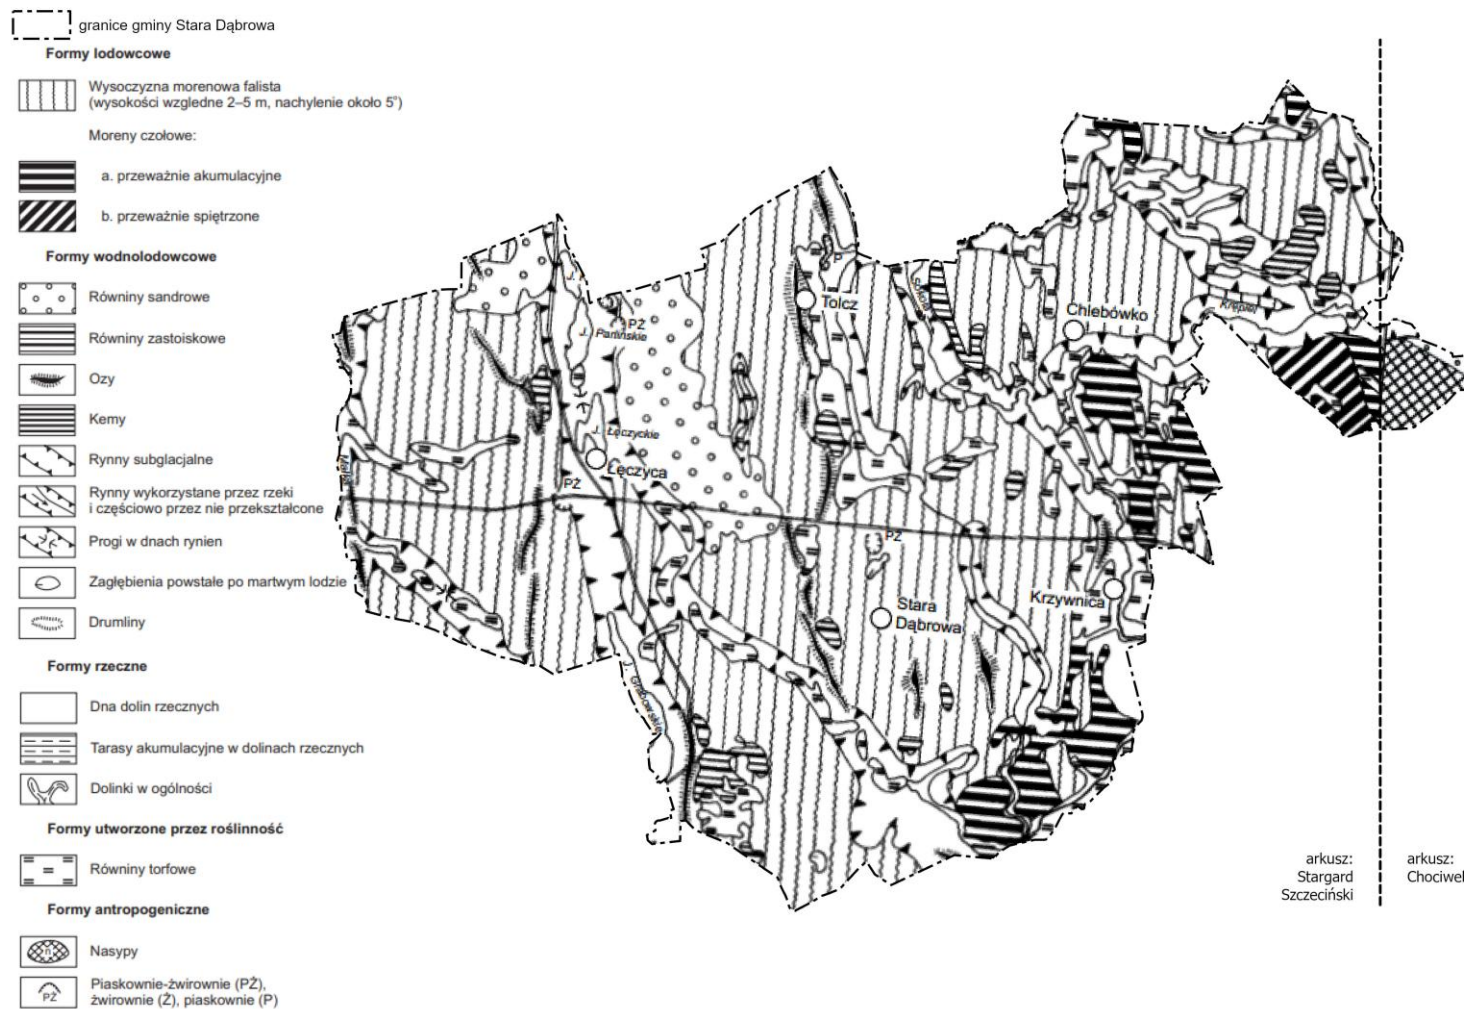 granice gminy Stara Dąbrowa
Formy lodowcowe
Wysoczyzna morenowa falista
(wysokości wzgledne 2–5 m, nachylenie około 5°)
Moreny czołowe:
a. przeważnie akumulacyjne
b. przeważnie spiętrzone
Formy wodnolodowcowe
Równiny sandrowe
Równiny zastoiskowe
Ozy
Kemy
Rynny subglacjalne
Rynny wykorzystane przez rzeki
i częściowo przez nie przekształcone
Progi w dnach rynien
Zagłębienia powstałe po martwym lodzie
Drumliny
Formy rzeczne
Dna dolin rzecznych
Tarasy akumulacyjne w dolinach rzecznych
Dolinki w ogólności
Formy utworzone przez roślinność
Równiny torfowe
Formy antropogeniczne
n
Nasypy
PŻ
Piaskownie-żwirownie (PŻ),
żwirownie (Ż), piaskownie (P)
P
Tolcz
Chlebówko
Krępiel
PŻ
J. Parlińskie
J. Łęczyckie
Łęczyca
PŻ
PŻ
Stara
Dąbrowa
Krzywnica
J. Grabowskie
arkusz:
Stargard
Szczeciński
arkusz:
Chociwel